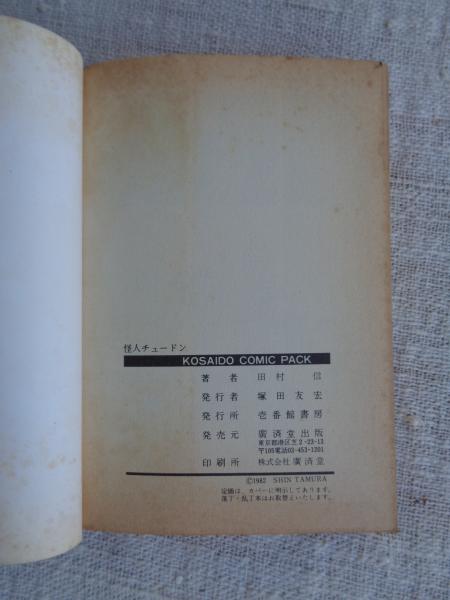 怪人チュードン
KOSAIDO COMIC PACK
著者 田村 信
発行者 塚田友宏
発行所 壱番館書房
発売元 廣済堂出版
東京都港区芝2-23-13
〒105電話03-453-1201
印刷所 株式会社廣済堂
©1982 SHIN TAMURA
定価は、カバーに明示してあります。
落丁・乱丁本はお取替えいたします。